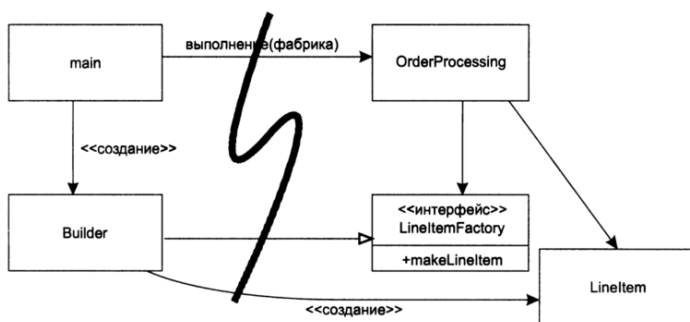 выполнение(фабрика)
main
OrderProcessing
<<создание>>
Builder
<<интерфейс>>
LineItemFactory
+makeLineItem
LineItem
<<создание>>